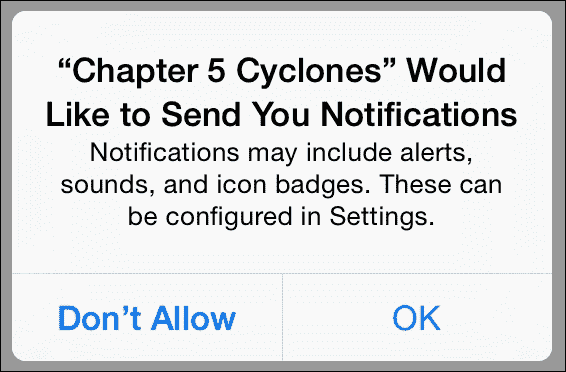 “Chapter 5 Cyclones” Would
Like to Send You Notifications
Notifications may include alerts,
sounds, and icon badges. These can
be configured in Settings.
Don’t Allow
OK